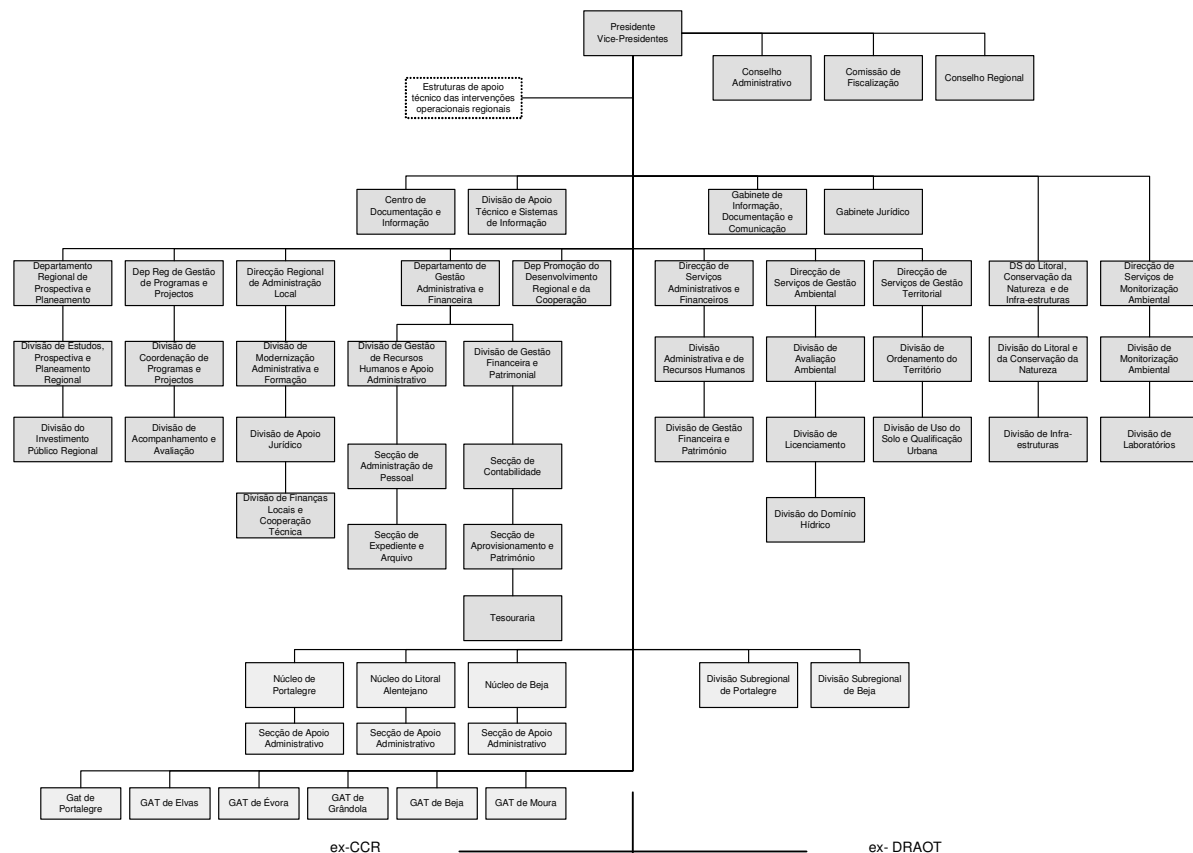 Presidente
Vice-Presidentes
Conselho
Administrativo
Comissão de
Fiscalização
Conselho Regional
Estruturas de apoio
técnico das intervenções
operacionais regionais
Centro de
Documentação e
Informação
Divisão de Apoio
Técnico e Sistemas
de Informação
Gabinete de
Informação,
Documentação e
Comunicação
Gabinete Jurídico
Departamento
Regional de
Prospectiva e
Planeamento
Dep Reg de Gestão
de Programas e
Projectos
Direcção Regional
de Administração
Local
Departamento de
Gestão
Administrativa e
Financeira
Dep Promoção do
Desenvolvimento
Regional e da
Cooperação
Direcção de
Serviços
Administrativos e
Financeiros
Direcção de
Serviços de Gestão
Ambiental
Direcção de
Serviços de Gestão
Territorial
DS do Litoral,
Conservação da
Natureza e de
Infra-estruturas
Direcção de
Serviços de
Monitização
Ambiental
Divisão de Estudos,
Prospectiva e
Planeamento
Regional
Divisão de
Coordenação de
Programas e
Projectos
Divisão de
Modernização
Administrativa e
Formação
Divisão de Gestão
de Recursos
Humanos e Apoio
Administrativo
Divisão de Gestão
Financeira e
Patrimonial
Divisão
Administrativa e de
Recursos Humanos
Divisão de
Avaliação
Ambiental
Divisão de
Ordenamento do
Território
Divisão do Litoral e
da Conservação da
Natureza
Divisão de
Monitização
Ambiental
Divisão do
Investimento
Público Regional
Divisão de
Acompanhamento e
Avaliação
Divisão de Apoio
Jurídico
Secção de
Administração de
Pessoal
Secção de
Contabilidade
Divisão de Gestão
Financeira e
Património
Divisão de
Licenciamento
Divisão de Uso do
Solo e Qualificação
Urbana
Divisão de Infra-
estruturas
Divisão de
Laboratórios
Divisão de Finanças
Locais e
Cooperação
Técnica
Secção de
Expediente e
Arquivo
Secção de
Aprovisionamento e
Património
Divisão do Domínio
Hídrico
Tesouraria
Núcleo de
Portalegre
Núcleo do Litoral
Alentejano
Núcleo de Beja
Divisão Subregional
de Portalegre
Divisão Subregional
de Beja
Secção de Apoio
Administrativo
Secção de Apoio
Administrativo
Secção de Apoio
Administrativo
Gat de
Portalegre
GAT de Elvas
GAT de Évora
GAT de
Grândola
GAT de Beja
GAT de Moura
ex-CCR
ex- DRAOT